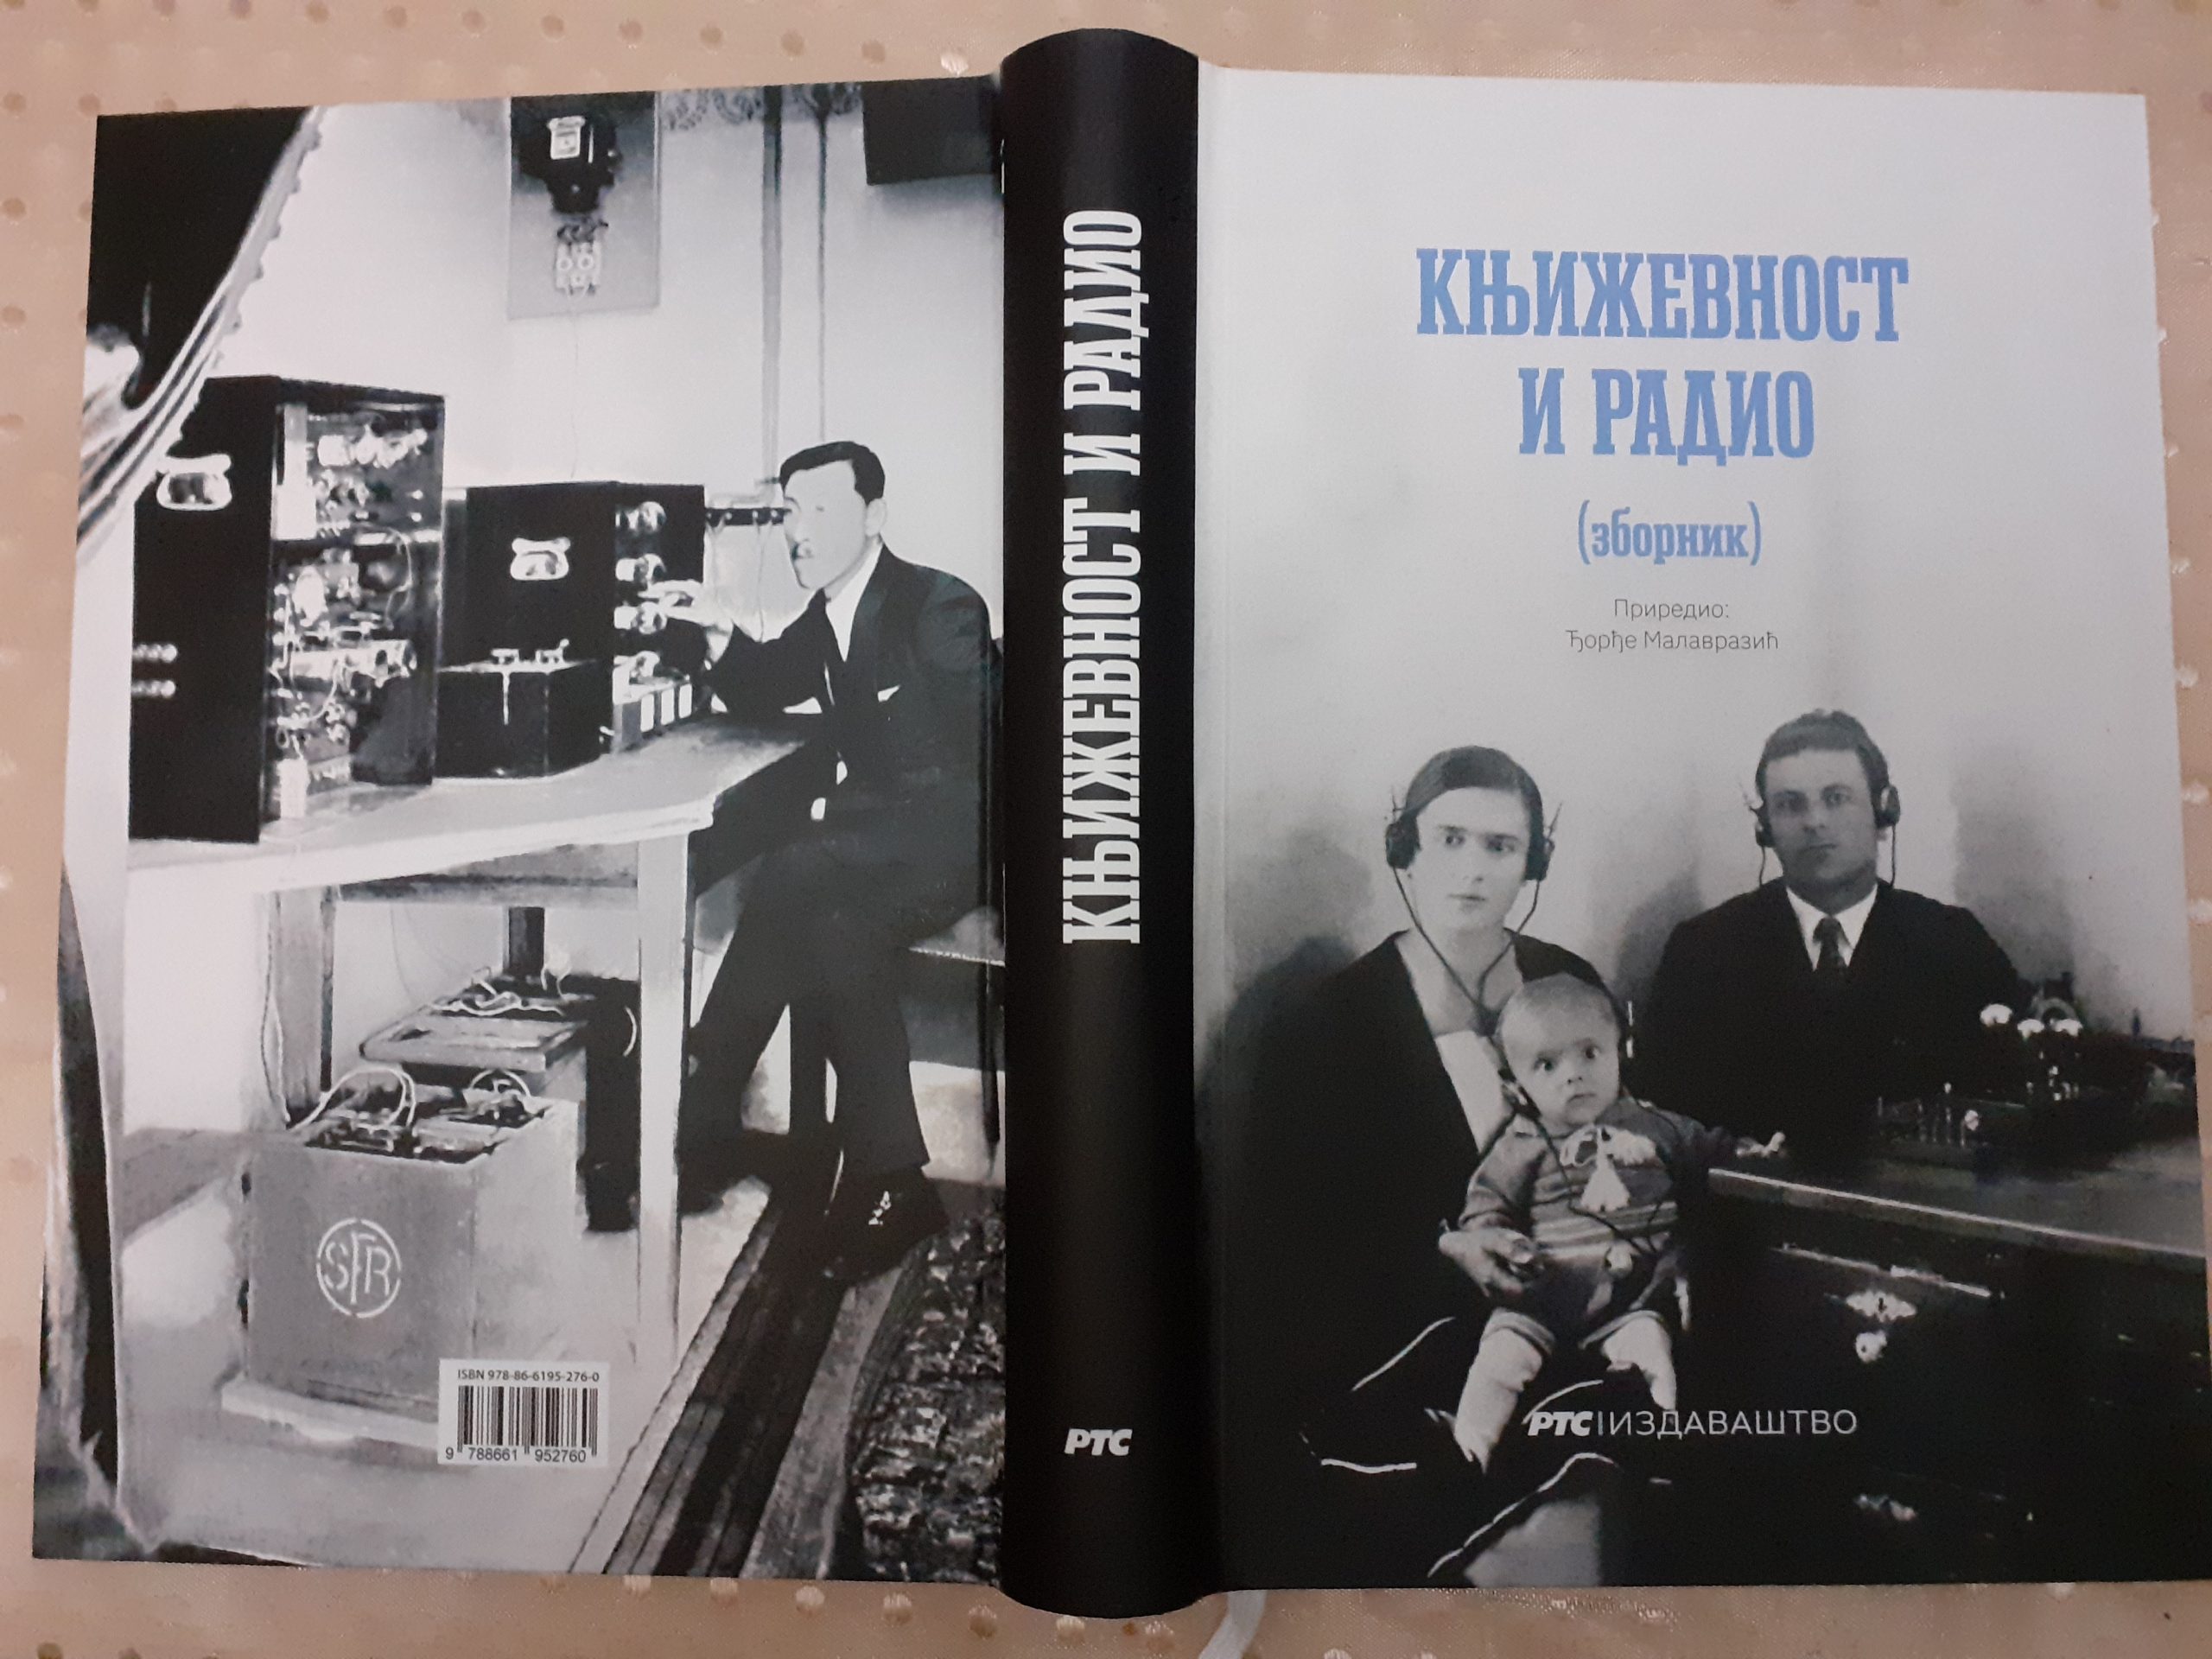 КЊИЖЕВНОСТ
И РАДИО
(зборник)
Приредио:
Ђорђе Малавразић
РТС|ИЗДАВАШТВО
КЊИЖЕВНОСТ И РАДИО
РТС
SFR
ISBN 978-86-6195-276-0
9 788661 952760